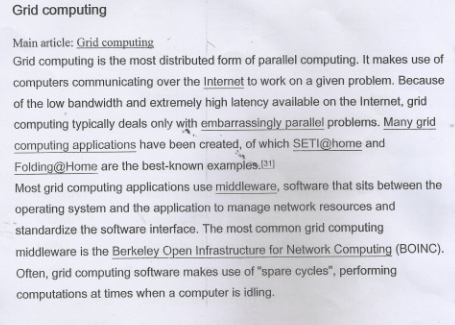 Grid computing
Main article: Grid computing
Grid computing is the most distributed form of parallel computing. It makes use of
computers communicating over the Internet to work on a given problem. Because
of the low bandwidth and extremely high latency available on the Internet, grid
computing typically deals only with embarrassingly parallel problems. Many grid
computing applications have been created, of which SETI@home and
Folding@Home are the best-known examples.[31]
Most grid computing applications use middleware, software that sits between the
operating system and the application to manage network resources and
standardize the software interface. The most common grid computing
middleware is the Berkeley Open Infrastructure for Network Computing (BOINC).
Often, grid computing software makes use of "spare cycles", performing
computations at times when a computer is idling.